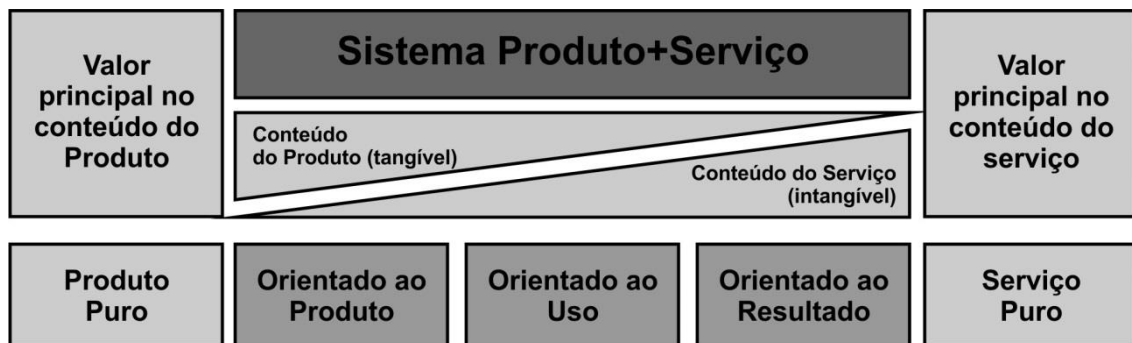 Valor
principal no
conteúdo do
Produto
Sistema Produto+Serviço
Conteúdo
do Produto (tangível)
Conteúdo do Serviço
(intangível)
Valor
principal no
conteúdo do
serviço
Produto
Puro
Orientado ao
Produto
Orientado ao
Uso
Orientado ao
Resultado
Serviço
Puro